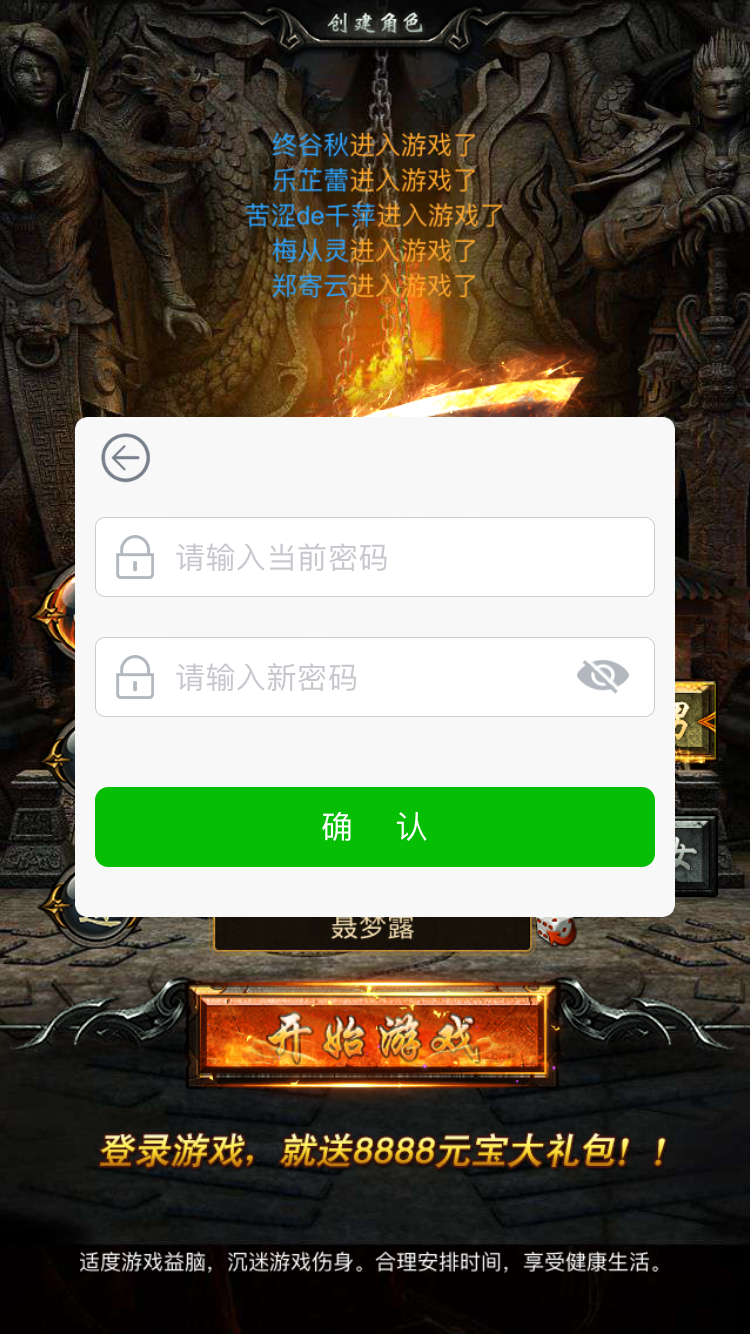 创建角色
终谷秋进入游戏了
乐芷蕾进入游戏了
苦涩de千萍进入游戏了
梅从灵进入游戏了
郑寄云进入游戏了
请输入当前密码
请输入新密码
男
确 认
女
聂梦露
开始游戏
登录游戏，就送8888元宝大礼包！！
适度游戏益脑，沉迷游戏伤身。合理安排时间，享受健康生活。